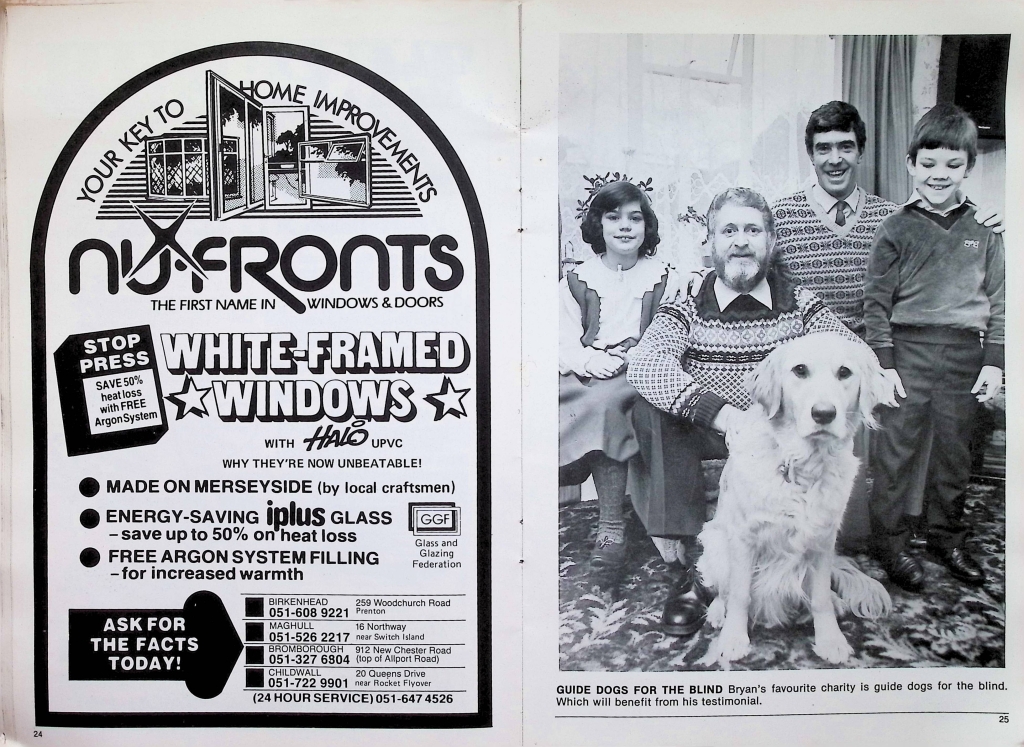 YOUR KEY TO HOME IMPROVEMENTS
NU-FRONTS
THE FIRST NAME IN WINDOWS & DOORS
STOP
PRESS
SAVE 50%
heat loss
with FREE
Argon System
WHITE-FRAMED
WINDOWS
WITH HALO UPVC
WHY THEY'RE NOW UNBEATABLE!
MADE ON MERSEYSIDE (by local craftsmen)
ENERGY-SAVING iplus GLASS
– save up to 50% on heat loss
FREE ARGON SYSTEM FILLING
– for increased warmth
GGF
Glass and
Glazing
Federation
ASK FOR
THE FACTS
TODAY!
BIRKENHEAD 259 Woodchurch Road
051-608 9221 Prenton
MAGHULL 16 Northway
051-526 2217 near Switch Island
BROMBOROUGH 912 New Chester Road
051-327 6804 (top of Allport Road)
CHILDWALL 20 Queens Drive
051-722 9901 near Rocket Flyover
(24 HOUR SERVICE) 051-647 4526
24
GUIDE DOGS FOR THE BLIND Bryan's favourite charity is guide dogs for the blind.
Which will benefit from his testimonial.
25